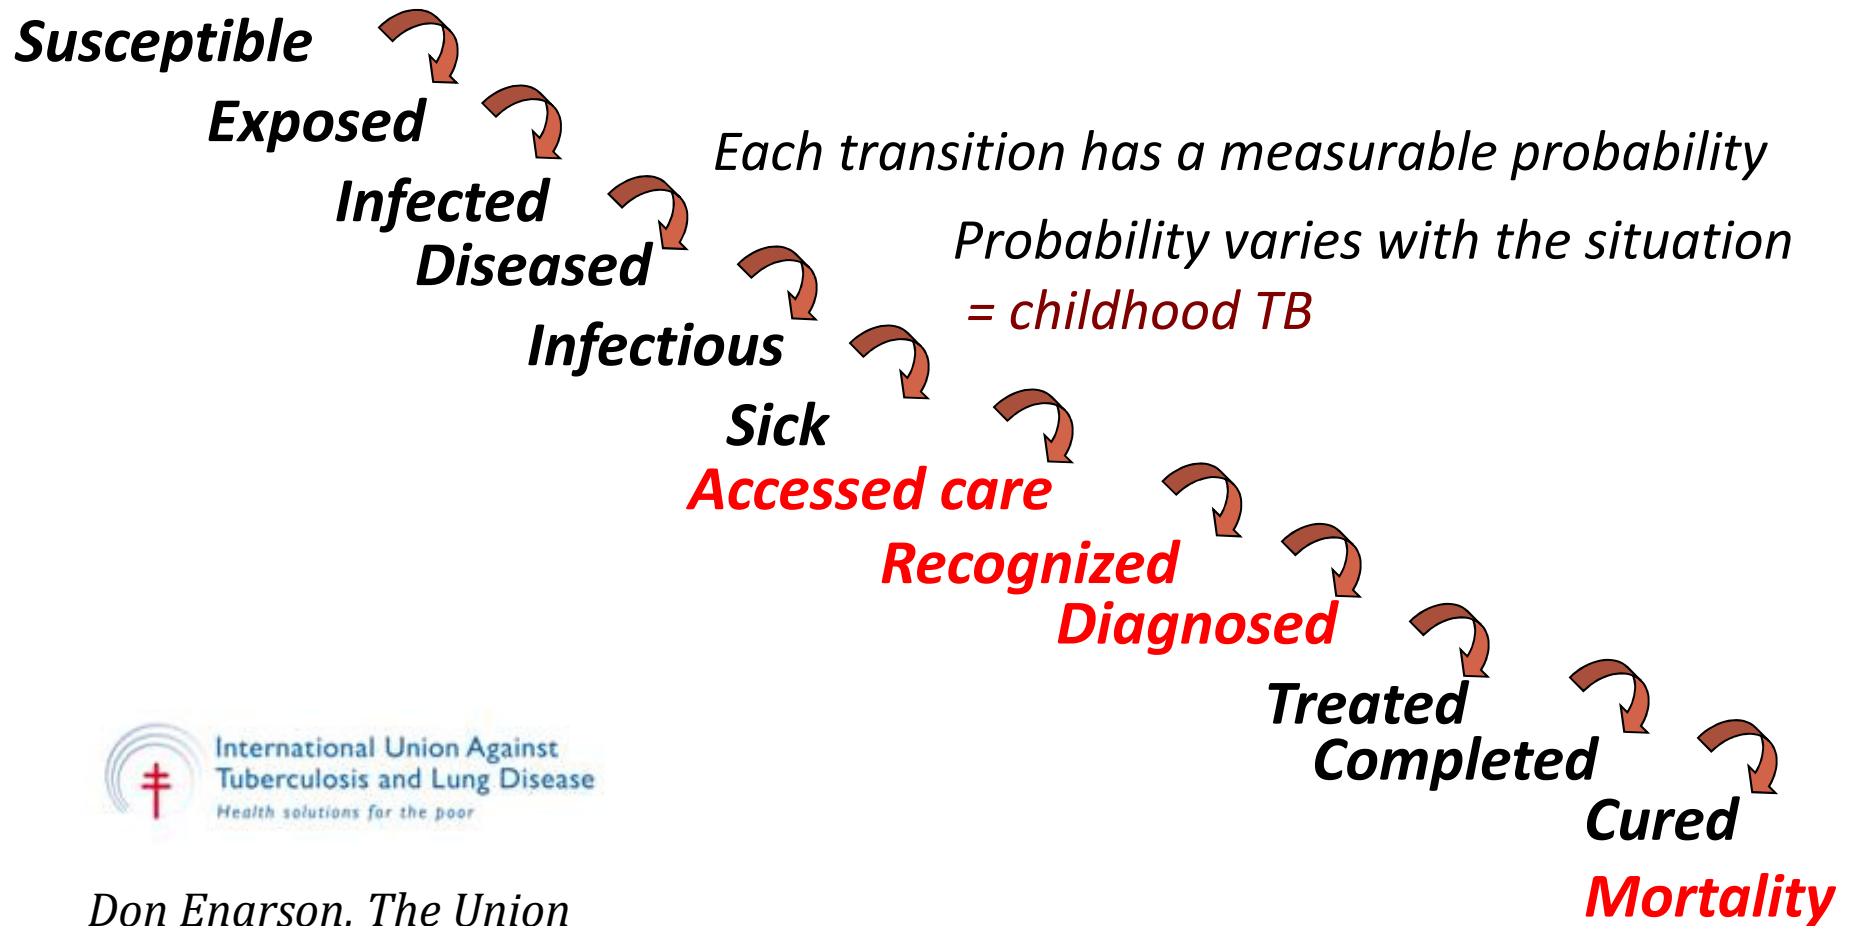 Susceptible
Exposed
Each transition has a measurable probability
Infected
Probability varies with the situation
Diseased
= childhood TB
Infectious
Sick
Accessed care
Recognized
Diagnosed
Treated
International Union Against
Completed
Tuberculosis and Lung Disease
Health solutions for the poor
Cured
Don Enarson, The Union
Mortality